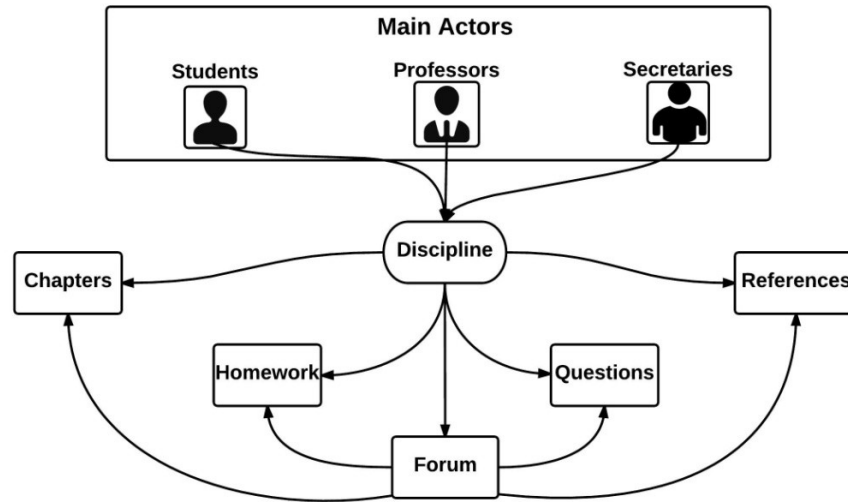 Main Actors
Students
Professors
Secretaries
Discipline
Chapters
References
Homework
Questions
Forum